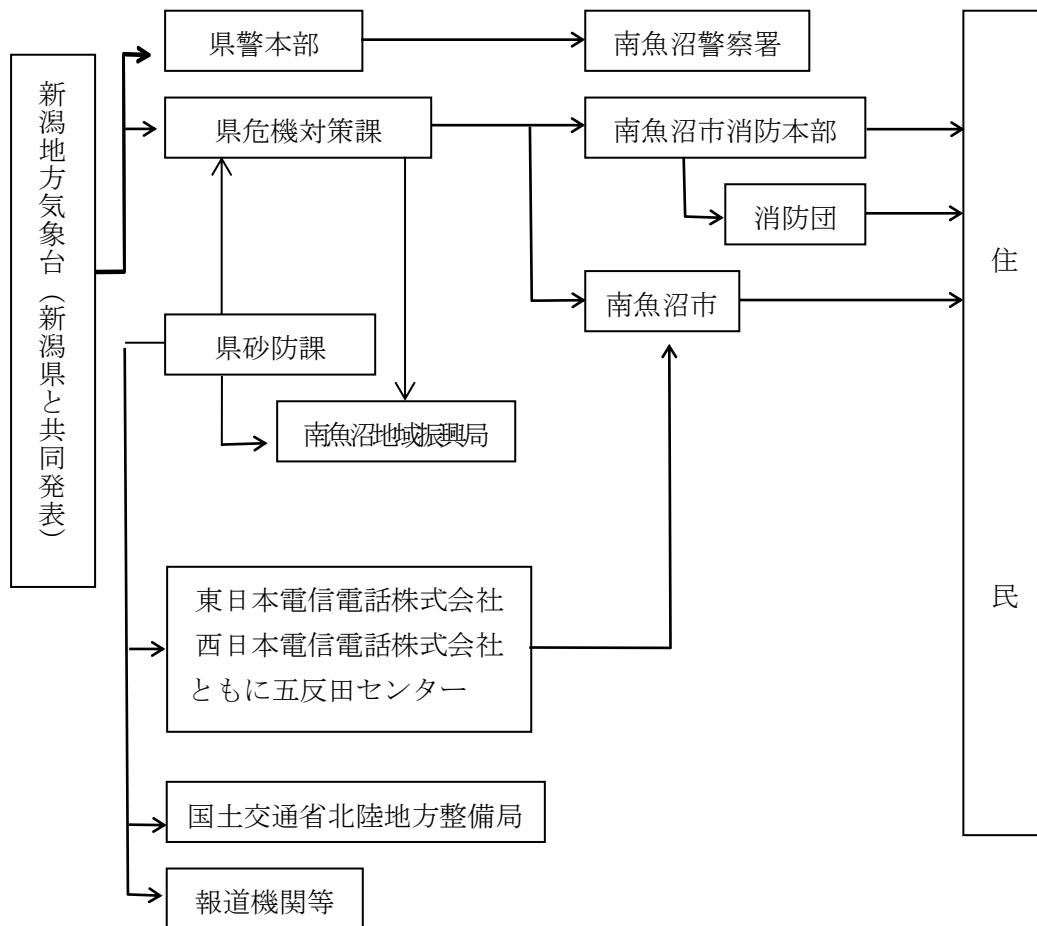 新潟地方気象台（新潟県と共同発表）
県警本部
南魚沼警察署
県危機対策課
南魚沼市消防本部
消防団
南魚沼市
県砂防課
南魚沼地域振興局
東日本電信電話株式会社
西日本電信電話株式会社
ともに五反田センター
国土交通省北陸地方整備局
報道機関等
住民